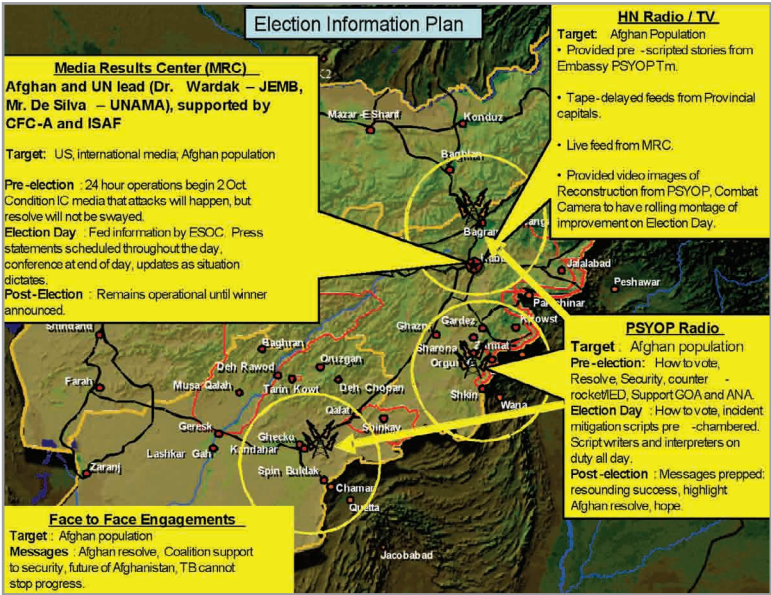 Election Information Plan
Media Results Center (MRC)
Afghan and UN lead (Dr. Wardak – JEMB,
Mr. De Silva – UNAMA), supported by
CFC-A and ISAF
Target: US, international media; Afghan population
Pre-election : 24 hour operations begin 2 Oct.
Condition IC media that attacks will happen, but
resolve will not be swayed.
Election Day : Fed information by ESOC. Press
statements scheduled throughout the day,
conference at end of day, updates as situation
dictates.
Post-Election : Remains operational until winner
announced.
HN Radio / TV
Target: Afghan Population
• Provided pre -scripted stories from
Embassy PSYOP Tm.
• Tape-delayed feeds from Provincial
capitals.
• Live feed from MRC.
• Provided video images of
Reconstruction from PSYOP, Combat
Camera to have rolling montage of
improvement on Election Day.
Mazar-E Sharif
Konduz
Baghlan
Jalalabad
Peshawar
Shindand
Farah
Zaranj
Baghran
Deh Rawod
Musa Qalah
Tarin Kowt
Oruzgan
Deh Chopan
Ghazni
Gardez
Sharona
Shkin
Wana
Qalat
Shinkay
Geresk
Lashkar Gah
Ghecko
Kandahar
Spin Buldak
Chamar
Quetta
Jacobabad
PSYOP Radio
Target : Afghan population
Pre-election: How to vote,
Resolve, Security, counter -
rocket/IED, Support GOA and ANA.
Election Day : How to vote, incident
mitigation scripts pre -chambered.
Script writers and interpreters on
duty all day.
Post-election : Messages prepped:
resounding success, highlight
Afghan resolve, hope.
Face to Face Engagements
Target : Afghan population
Messages : Afghan resolve, Coalition support
to security, future of Afghanistan, TB cannot
stop progress.